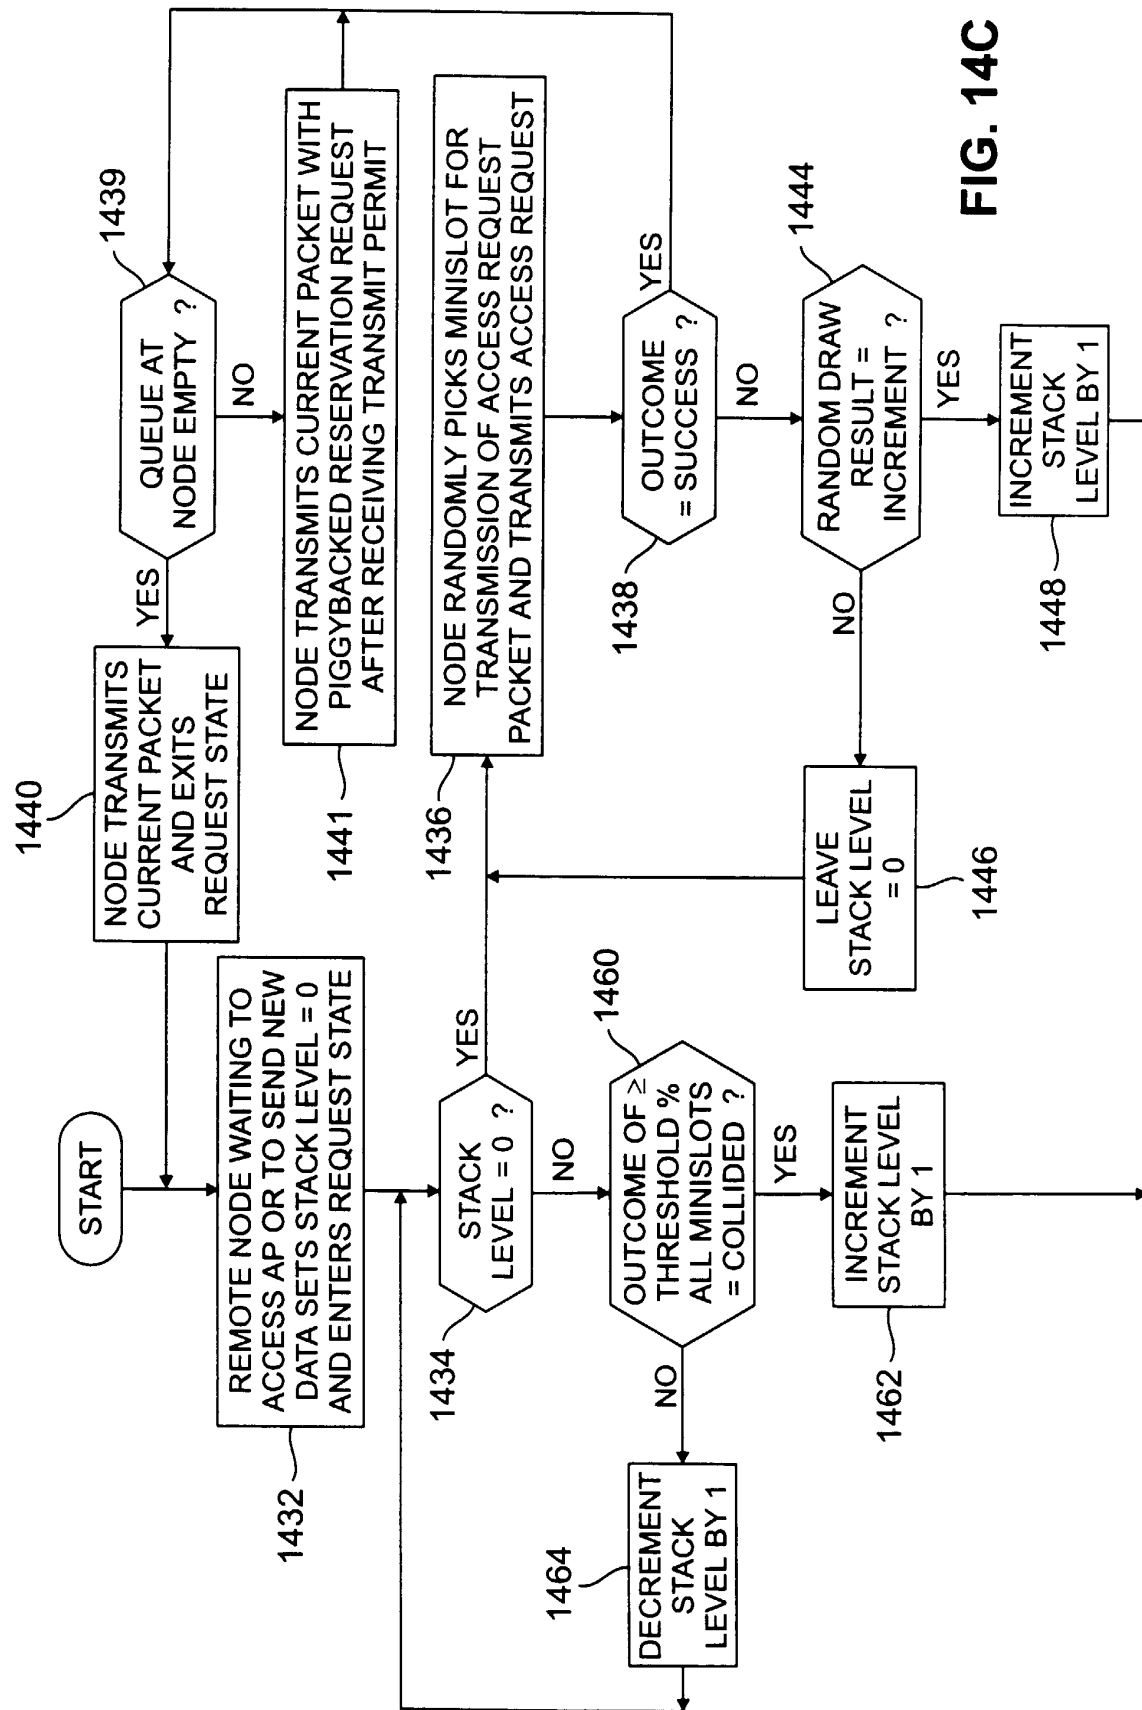 START
REMOTE NODE WAITING TO
ACCESS AP OR TO SEND NEW
DATA SETS STACK LEVEL = 0
AND ENTERS REQUEST STATE
1432
STACK
LEVEL = 0 ?
1434
YES
NO
OUTCOME OF ≥
THRESHOLD %
ALL MINISLOTS
= COLLIDED ?
1460
NO
YES
DECREMENT
STACK
LEVEL BY 1
1464
INCREMENT
STACK LEVEL
BY 1
1462
NODE TRANSMITS
CURRENT PACKET
AND EXITS
REQUEST STATE
1440
YES
QUEUE AT
NODE EMPTY ?
1439
NO
NODE TRANSMITS CURRENT PACKET WITH
PIGGYBACKED RESERVATION REQUEST
AFTER RECEIVING TRANSMIT PERMIT
1441
NODE RANDOMLY PICKS MINISLOT FOR
TRANSMISSION OF ACCESS REQUEST
PACKET AND TRANSMITS ACCESS REQUEST
1436
OUTCOME
= SUCCESS ?
1438
YES
NO
RANDOM DRAW
RESULT =
INCREMENT ?
1444
NO
YES
LEAVE
STACK LEVEL
= 0
1446
INCREMENT
STACK
LEVEL BY 1
1448
FIG. 14C